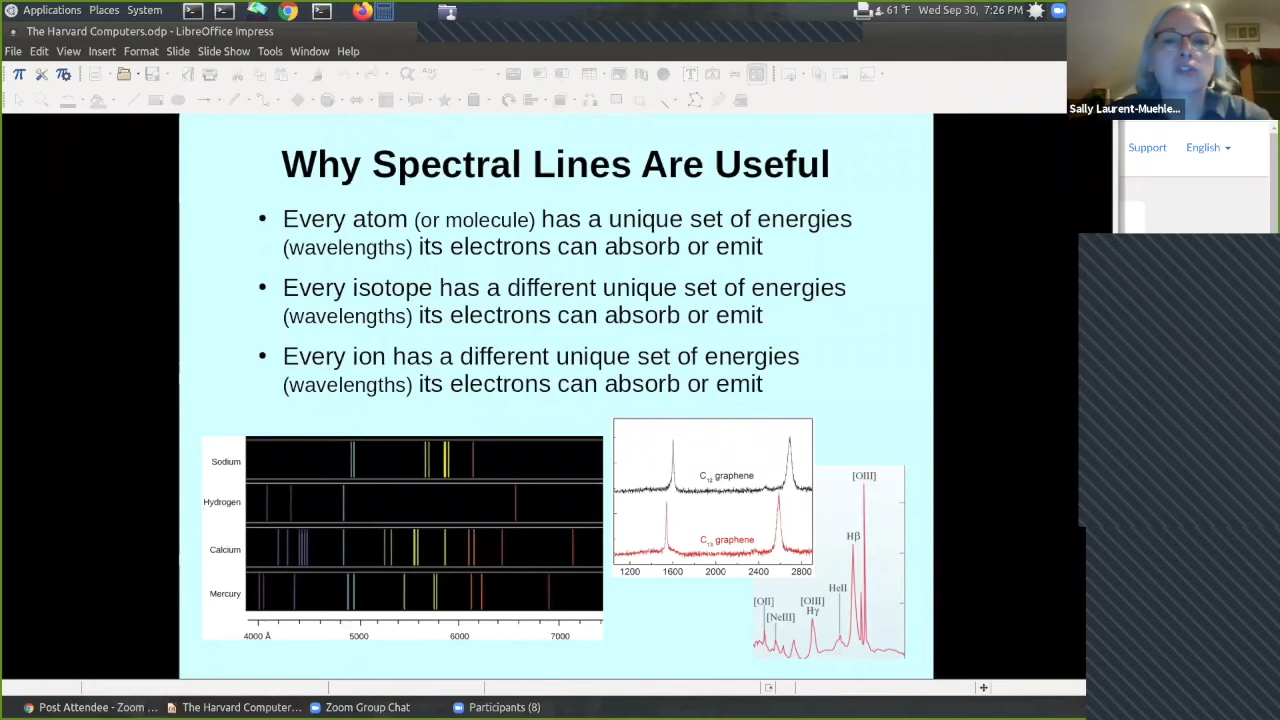 Applications Places System
61 °F Wed Sep 30, 7:26 PM
The Harvard Computers.odp - LibreOffice Impress
File Edit View Insert Format Slide Slide Show Tools Window Help
Sally Laurent-Muehle...
Support English
Why Spectral Lines Are Useful
• Every atom (or molecule) has a unique set of energies
(wavelengths) its electrons can absorb or emit
• Every isotope has a different unique set of energies
(wavelengths) its electrons can absorb or emit
• Every ion has a different unique set of energies
(wavelengths) its electrons can absorb or emit
Sodium
Hydrogen
Calcium
Mercury
4000 Å 5000 6000 7000
C12 graphene
C13 graphene
1200 1600 2000 2400 2800
[OIII]
Hβ
HeII
[OIII]
Hγ
[OII]
[NeIII]
Post Attendee - Zoom ... The Harvard Computer... Zoom Group Chat Participants (8)